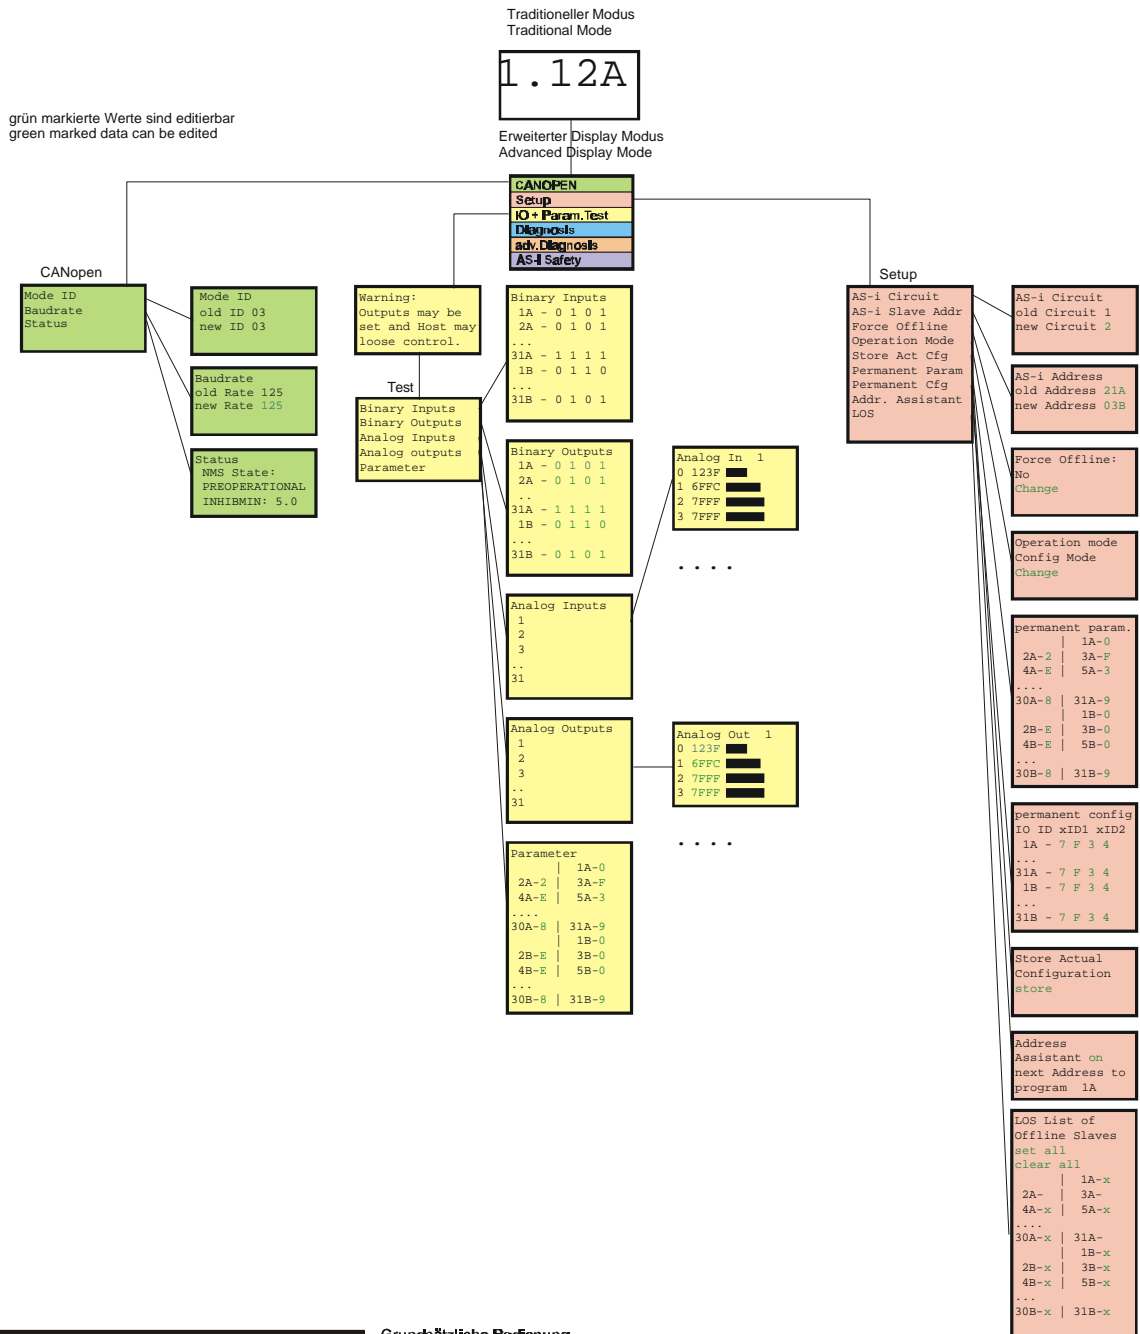 Traditioneller Modus
Traditional Mode
1.12A
grün markierte Werte sind editierbar
green marked data can be edited
Erweiterter Display Modus
Advanced Display Mode
CANOPEN
Setup
IO + Param.Test
Diagnosis
adv.Diagnosis
AS-I Safety
CANopen
Mode ID
Baudrate
Status
Mode ID
old ID 03
new ID 03
Baudrate
old Rate 125
new Rate 125
Status
NMS State:
PREOPERATIONAL
INHIBMIN: 5.0
Warning:
Outputs may be
set and Host may
loose control.
Test
Binary Inputs
Binary Outputs
Analog Inputs
Analog outputs
Parameter
Binary Inputs
1A - 0 1 0 1
2A - 0 1 0 1
...
31A - 1 1 1 1
1B - 0 1 1 0
...
31B - 0 1 0 1
Binary Outputs
1A - 0 1 0 1
2A - 0 1 0 1
..
31A - 1 1 1 1
1B - 0 1 1 0
...
31B - 0 1 0 1
Analog Inputs
1
2
3
..
31
Analog Outputs
1
2
3
..
31
Parameter
| 1A-0
2A-2 | 3A-F
4A-E | 5A-3
....
30A-8 | 31A-9
| 1B-0
2B-E | 3B-0
4B-E | 5B-0
...
30B-8 | 31B-9
Analog In 1
0 123F
1 6FFC
2 7FFF
3 7FFF
. . . .
Analog Out 1
0 123F
1 6FFC
2 7FFF
3 7FFF
. . . .
Setup
AS-i Circuit
AS-i Slave Addr
Force Offline
Operation Mode
Store Act Cfg
Permanent Param
Permanent Cfg
Addr. Assistant
LOS
AS-i Circuit
old Circuit 1
new Circuit 2
AS-i Address
old Address 21A
new Address 03B
Force Offline:
No
Change
Operation mode
Config Mode
Change
permanent param.
| 1A-0
2A-2 | 3A-F
4A-E | 5A-3
....
30A-8 | 31A-9
| 1B-0
2B-E | 3B-0
4B-E | 5B-0
...
30B-8 | 31B-9
permanent config
IO ID xID1 xID2
1A - 7 F 3 4
...
31A - 7 F 3 4
1B - 7 F 3 4
...
31B - 7 F 3 4
Store Actual
Configuration
store
Address
Assistant on
next Address to
program 1A
LOS List of
Offline Slaves
set all
clear all
| 1A-x
2A- | 3A-
4A-x | 5A-x
....
30A-x | 31A-
| 1B-x
2B-x | 3B-x
4B-x | 5B-x
...
30B-x | 31B-x
Grundsätzliche Bedienung